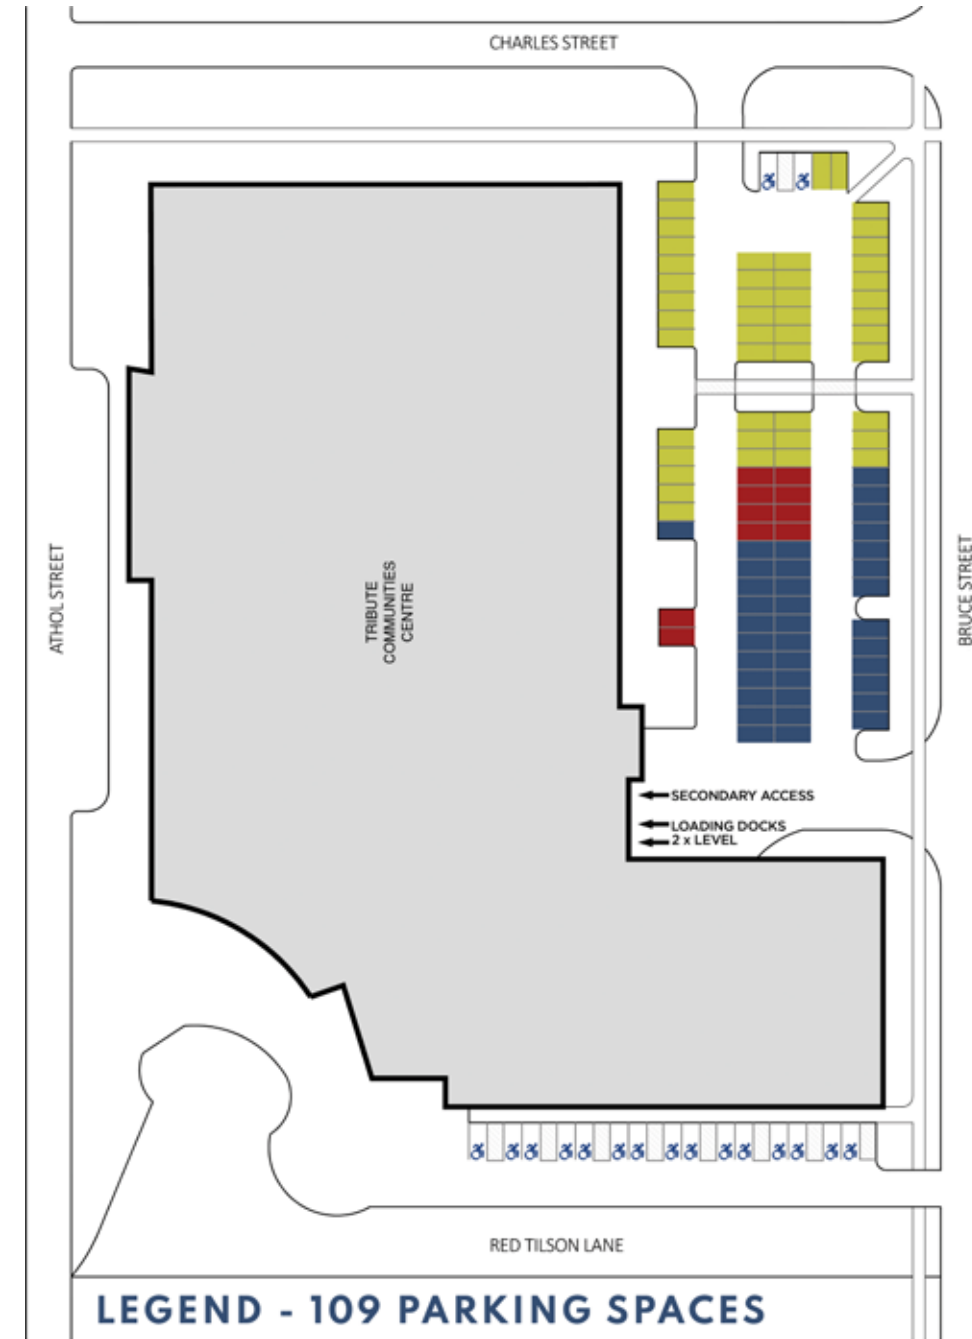 CHARLES STREET
ATHOL STREET
TRIBUTE
COMMUNITIES
CENTRE
BRUCE STREET
SECONDARY ACCESS
LOADING DOCKS
2 x LEVEL
RED TILSON LANE
LEGEND - 109 PARKING SPACES